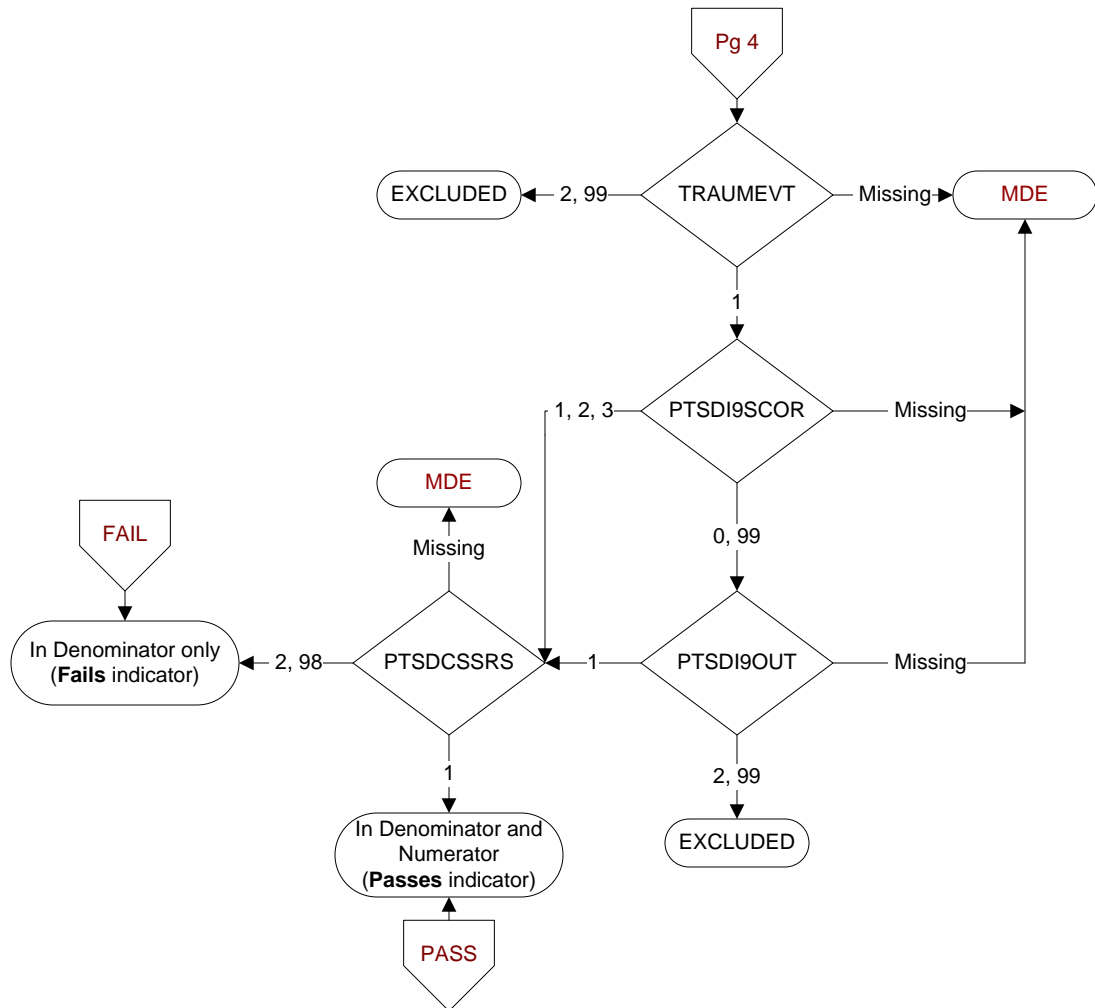 Pg 4
EXCLUDED
2, 99
TRAUMEVT
Missing
MDE
1
1, 2, 3
PTSDI9SCOR
Missing
MDE
FAIL
Missing
0, 99
In Denominator only
(Fails indicator)
2, 98
PTSDCSSRS
1
PTSDI9OUT
Missing
1
2, 99
In Denominator and
Numerator
(Passes indicator)
EXCLUDED
PASS